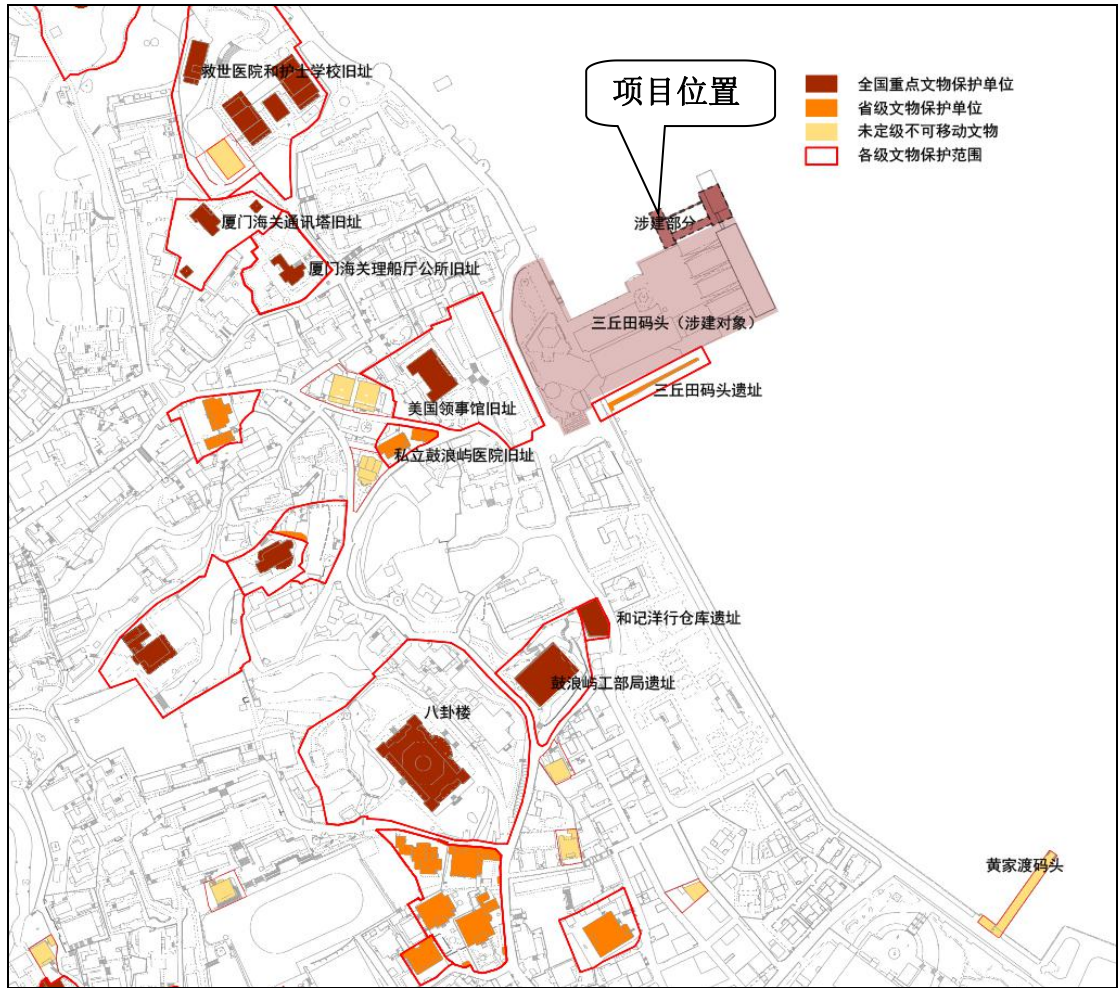 救世医院和护士学校旧址
项目位置
全国重点文物保护单位
省级文物保护单位
未定级不可移动文物
各级文物保护范围
厦门海关通讯塔旧址
涉建部分
厦门海关理船厅公所旧址
三丘田码头（涉建对象）
三丘田码头遗址
美国领事馆旧址
私立鼓浪屿医院旧址
和记洋行仓库遗址
鼓浪屿工部局遗址
八卦楼
黄家渡码头